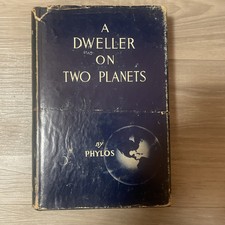 A
DWELLER
ON
TWO PLANETS
By
PHYLOS